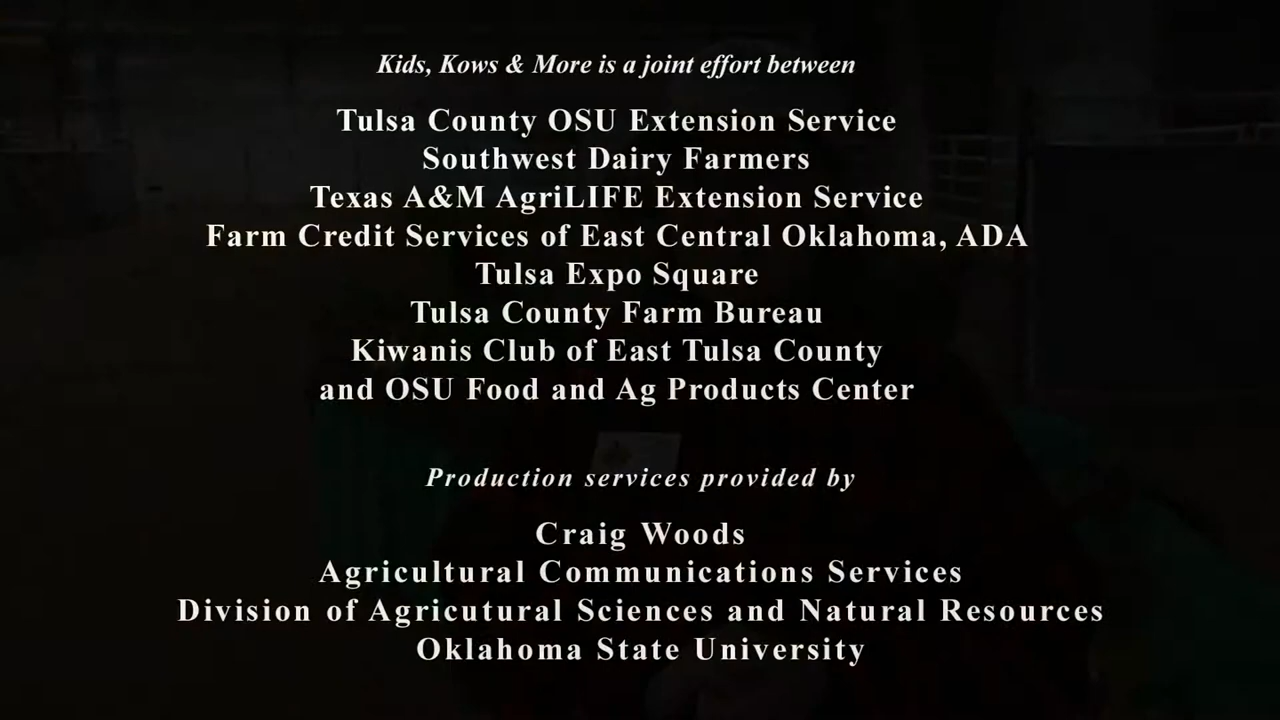 Kids, Kows & More is a joint effort between
Tulsa County OSU Extension Service
Southwest Dairy Farmers
Texas A&M AgriLIFE Extension Service
Farm Credit Services of East Central Oklahoma, ADA
Tulsa Expo Square
Tulsa County Farm Bureau
Kiwanis Club of East Tulsa County
and OSU Food and Ag Products Center
Production services provided by
Craig Woods
Agricultural Communications Services
Division of Agricutural Sciences and Natural Resources
Oklahoma State University